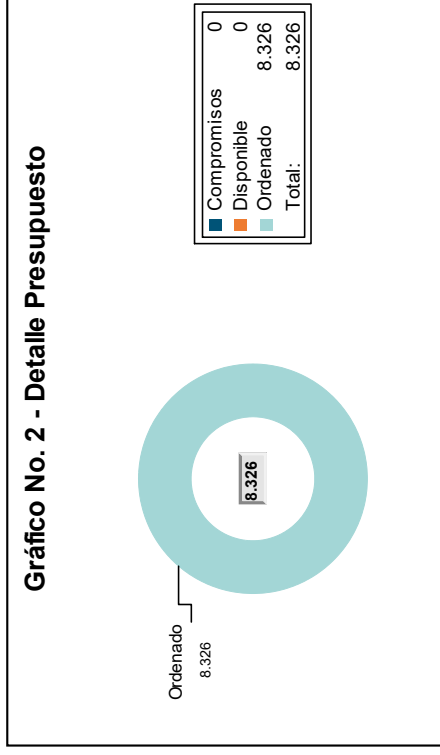 Gráfico No. 2 - Detalle Presupuesto
Ordenado
8.326
8.326
Compromisos 0
Disponible 0
Ordenado 8.326
Total: 8.326